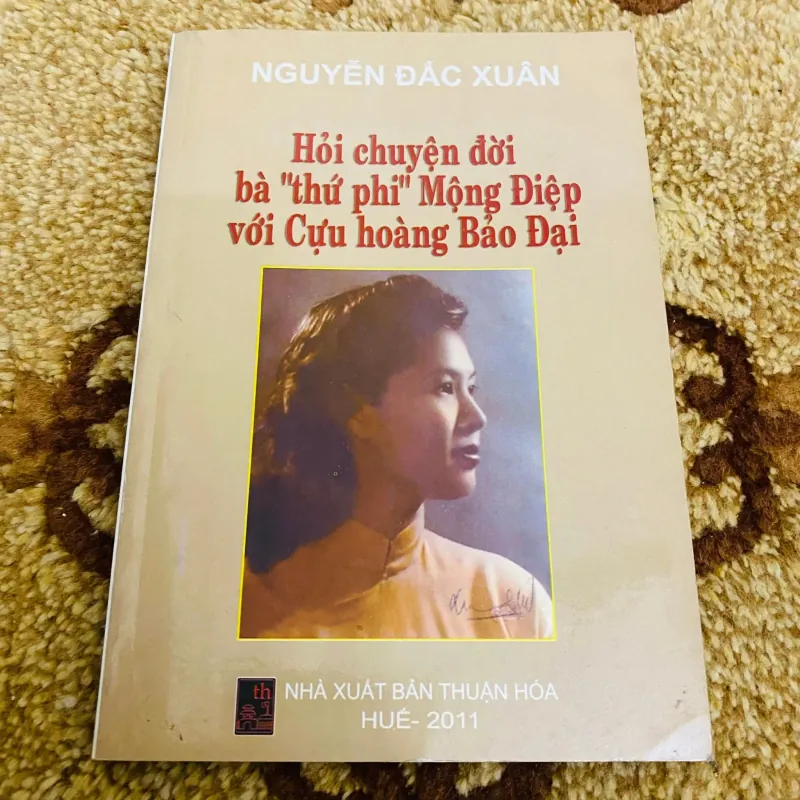 NGUYỄN ĐẮC XUÂN
Hỏi chuyện đời
bà "thứ phi" Mộng Điệp
với Cựu hoàng Bảo Đại
th
NHÀ XUẤT BẢN THUẬN HÓA
HUẾ- 2011